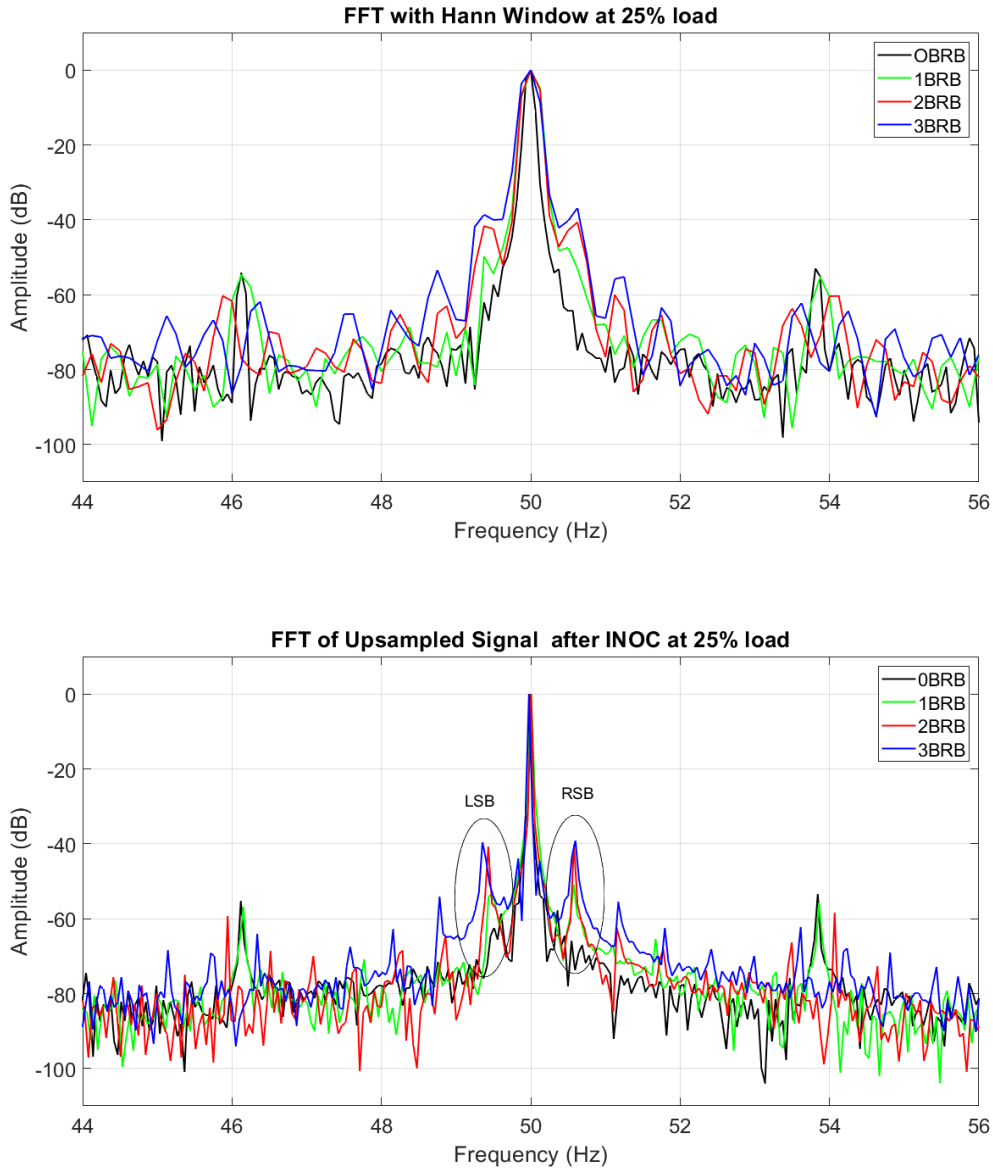 FFT with Hann Window at 25% load
Amplitude (dB)
0
-20
-40
-60
-80
-100
OBRB
1BRB
2BRB
3BRB
44
46
48
50
52
54
56
Frequency (Hz)
FFT of Upsampled Signal  after INOC at 25% load
Amplitude (dB)
0
-20
-40
-60
-80
-100
0BRB
1BRB
2BRB
3BRB
LSB
RSB
44
46
48
50
52
54
56
Frequency (Hz)